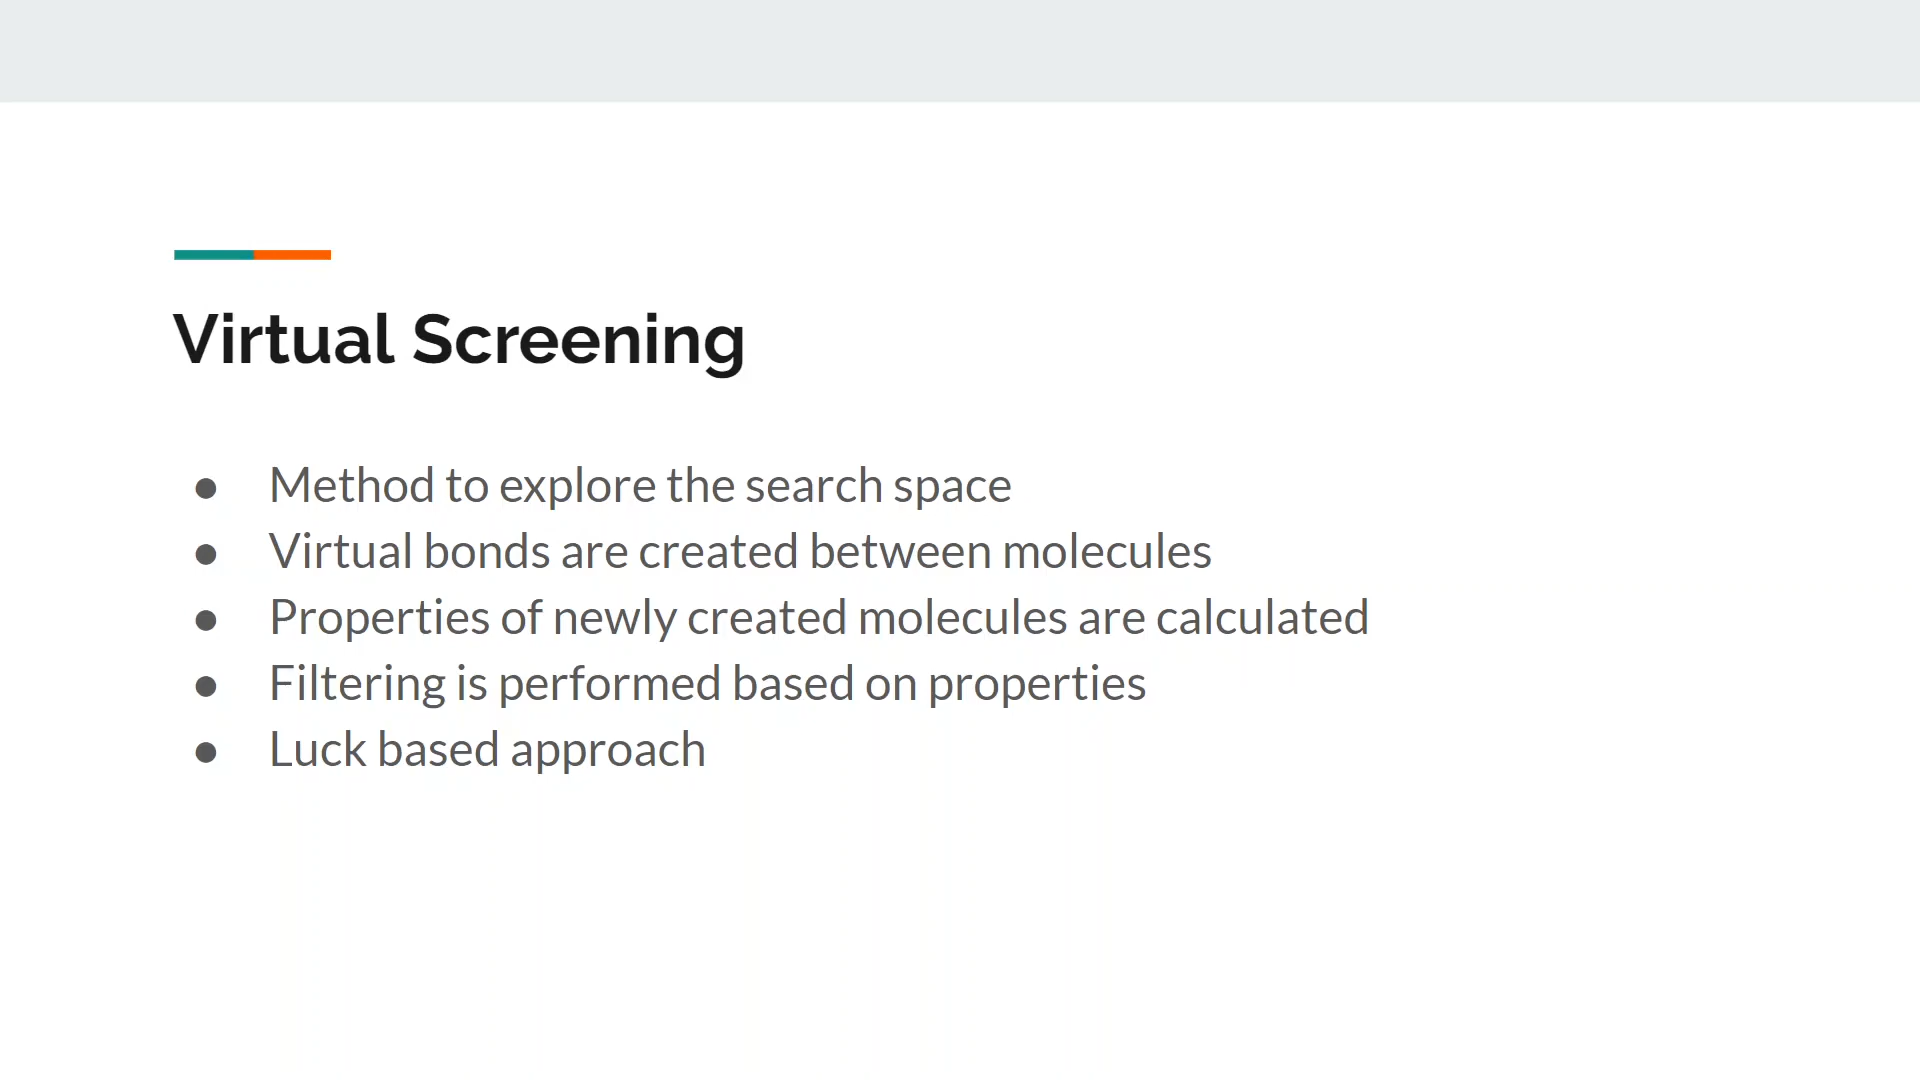 Virtual Screening
● Method to explore the search space
● Virtual bonds are created between molecules
● Properties of newly created molecules are calculated
● Filtering is performed based on properties
● Luck based approach